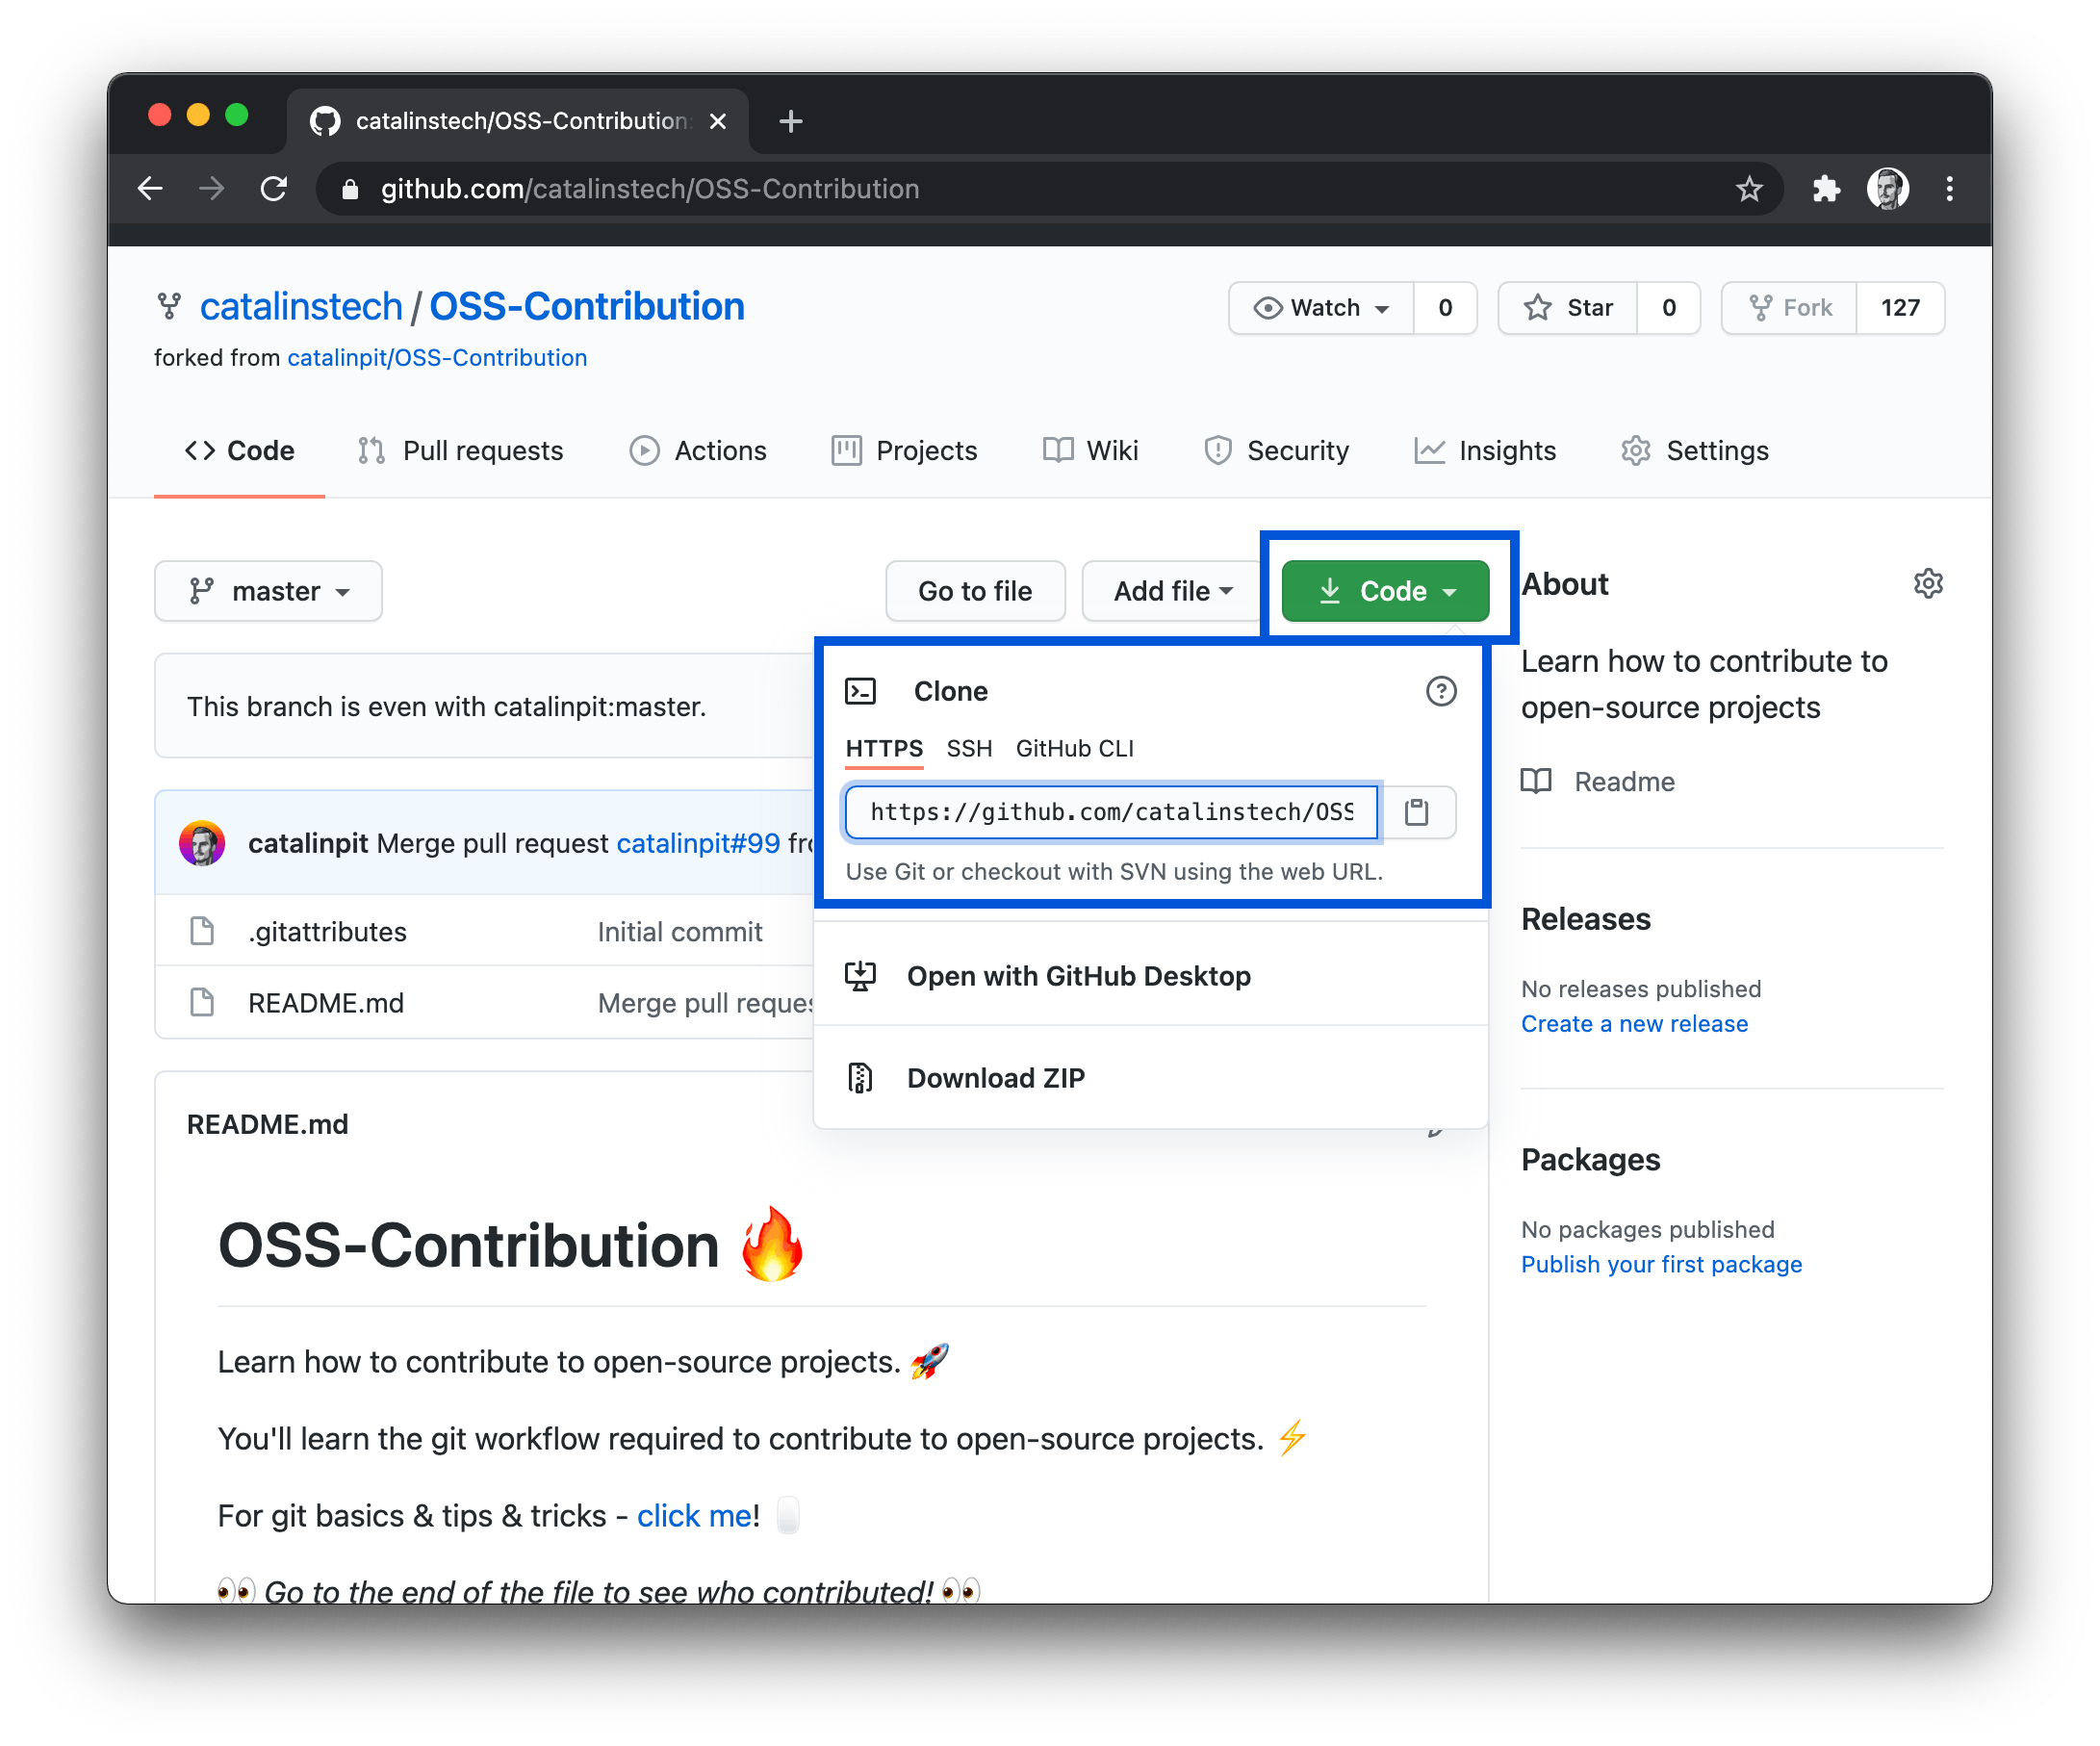 catalinstech/OSS-Contribution:
github.com/catalinstech/OSS-Contribution
catalinstech / OSS-Contribution
Watch 0 Star 0 Fork 127
forked from catalinpit/OSS-Contribution
Code Pull requests Actions Projects Wiki Security Insights Settings
master
Go to file Add file Code
About
Learn how to contribute to
open-source projects
Readme
This branch is even with catalinpit:master.
Clone
HTTPS SSH GitHub CLI
https://github.com/catalinstech/OSS
Use Git or checkout with SVN using the web URL.
Open with GitHub Desktop
Download ZIP
catalinpit Merge pull request catalinpit#99
.gitattributes Initial commit
README.md Merge pull reques
Releases
No releases published
Create a new release
Packages
No packages published
Publish your first package
README.md
OSS-Contribution 🔥
Learn how to contribute to open-source projects. 🚀
You'll learn the git workflow required to contribute to open-source projects. ⚡
For git basics & tips & tricks - click me!
👀 Go to the end of the file to see who contributed! 👀